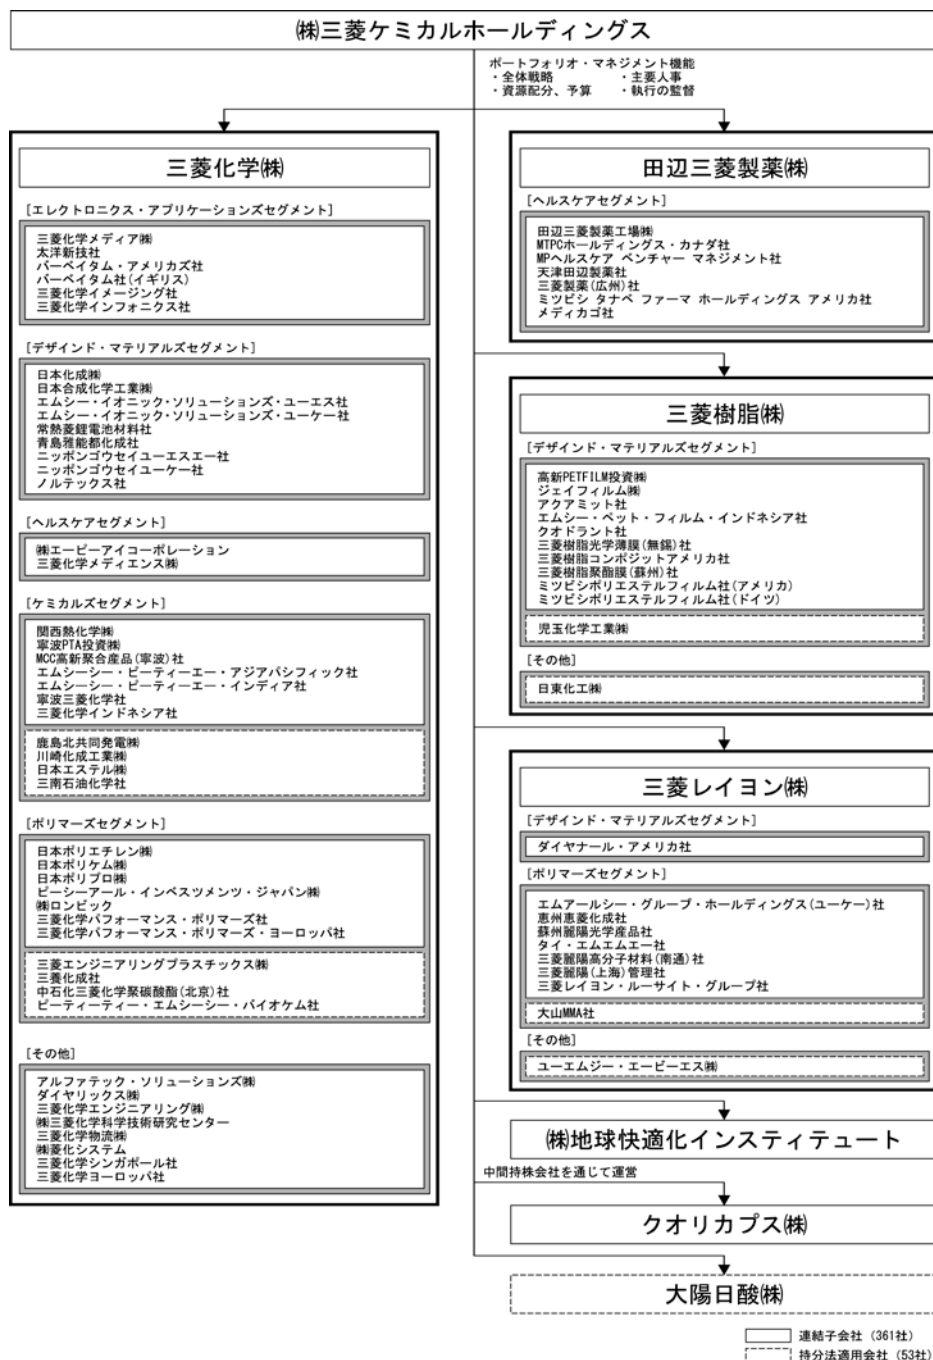 ㈱三菱ケミカルホールディングス
ポートフォリオ・マネジメント機能
・全体戦略 ・主要人事
・資源配分、予算 ・執行の監督
三菱化学㈱
[エレクトロニクス・アプリケーションズセグメント]
三菱化学メディア㈱
太洋新技社
バーベイタム・アメリカズ社
バーベイタム社(イギリス)
三菱化学イメージング社
三菱化学インフォニクス社
[デザインド・マテリアルズセグメント]
日本化成㈱
日本合成化学工業㈱
エムシー・イオニック・ソリューションズ・ユーエス社
エムシー・イオニック・ソリューションズ・ユーケー社
常熟菱鋰電池材料社
青島雅能都化成社
ニッポンゴウセイユーエスエー社
ニッポンゴウセイユーケー社
ノルテックス社
[ヘルスケアセグメント]
㈱エーピーアイコーポレーション
三菱化学メディエンス㈱
[ケミカルズセグメント]
関西熱化学㈱
寧波PTA投資㈱
MCC高新聚合産品(寧波)社
エムシーシー・ピーティーエー・アジアパシフィック社
エムシーシー・ピーティーエー・インディア社
寧波三菱化学社
三菱化学インドネシア社
鹿島北共同発電㈱
川崎化成工業㈱
日本エステル㈱
三南石油化学社
[ポリマーズセグメント]
日本ポリエチレン㈱
日本ポリケム㈱
日本ポリプロ㈱
ピーシーアール・インベスツメンツ・ジャパン㈱
㈱ロンビック
三菱化学パフォーマンス・ポリマーズ社
三菱化学パフォーマンス・ポリマーズ・ヨーロッパ社
三菱エンジニアリングプラスチックス㈱
三養化成社
中石化三菱化学聚碳酸酯(北京)社
ピーティーティー・エムシーシー・バイオケム社
[その他]
アルファテック・ソリューションズ㈱
ダイヤリックス㈱
三菱化学エンジニアリング㈱
㈱三菱化学科学技術研究センター
三菱化学物流㈱
㈱菱化システム
三菱化学シンガポール社
三菱化学ヨーロッパ社
田辺三菱製薬㈱
[ヘルスケアセグメント]
田辺三菱製薬工場㈱
MTPCホールディングス・カナダ社
MPヘルスケア ベンチャー マネジメント社
天津田辺製薬社
三菱製薬(広州)社
ミツビシ タナベ ファーマ ホールディングス アメリカ社
メディカゴ社
三菱樹脂㈱
[デザインド・マテリアルズセグメント]
高新PETFILM投資㈱
ジェイフィルム㈱
アクアミット社
エムシー・ペット・フィルム・インドネシア社
クオドラント社
三菱樹脂光学薄膜(無錫)社
三菱樹脂コンポジットアメリカ社
三菱樹脂聚酯膜(蘇州)社
ミツビシポリエステルフィルム社(アメリカ)
ミツビシポリエステルフィルム社(ドイツ)
児玉化学工業㈱
[その他]
日東化工㈱
三菱レイヨン㈱
[デザインド・マテリアルズセグメント]
ダイヤナール・アメリカ社
[ポリマーズセグメント]
エムアールシー・グループ・ホールディングス(ユーケー)社
惠州惠菱化成社
蘇州麗陽光学産品社
タイ・エムエムエー社
三菱麗陽高分子材料(南通)社
三菱麗陽(上海)管理社
三菱レイヨン・ルーサイト・グループ社
大山MMA社
[その他]
ユーエムジー・エービーエス㈱
㈱地球快適化インスティテュート
中間持株会社を通じて運営
クオリカプス㈱
大陽日酸㈱
連結子会社 (361社)
持分法適用会社 (53社)